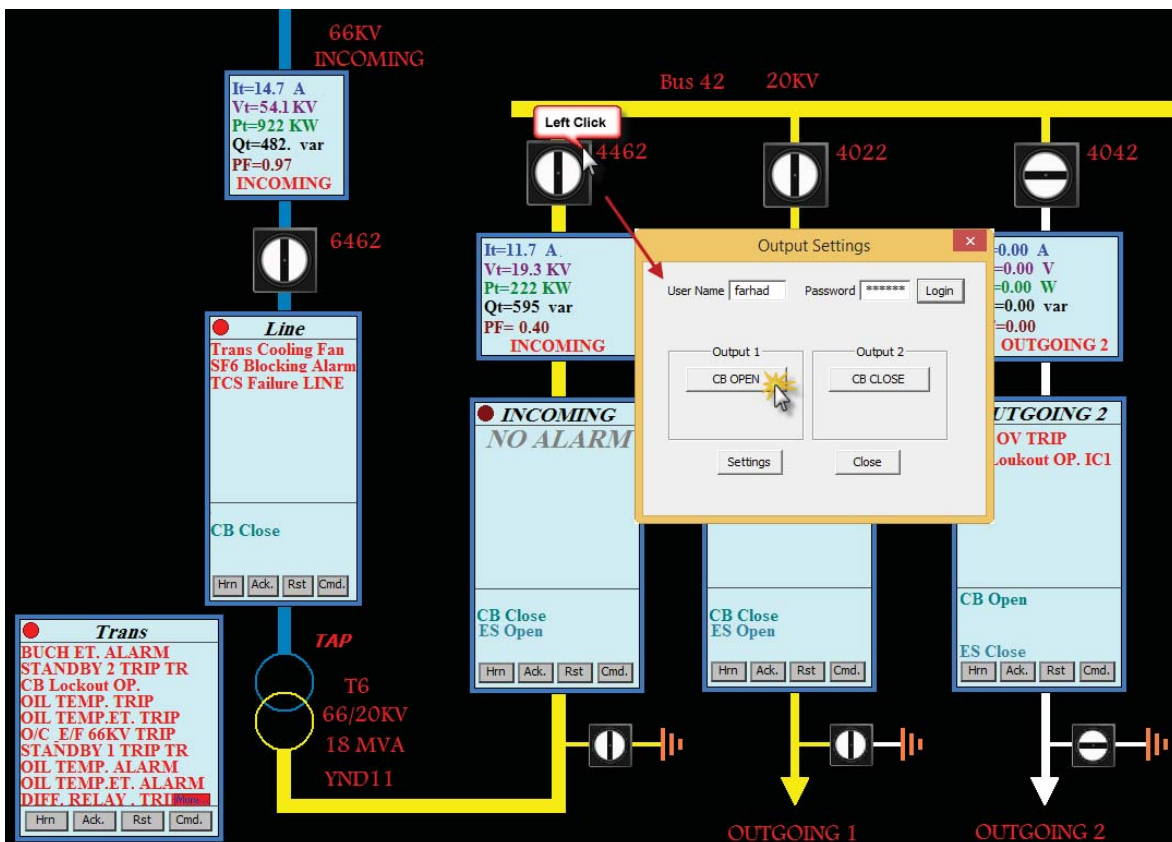 66KV
INCOMING
It=14.7 A
Vt=54.1 KV
Pt=922 KW
Qt=482. var
PF=0.97
INCOMING
6462
Line
Trans Cooling Fan
SF6 Blocking Alarm
TCS Failure LINE
CB Close
Hrn Ack. Rst Cmd.
Trans
BUCH ET. ALARM
STANDBY 2 TRIP TR
CB Lockout OP.
OIL TEMP. TRIP
OIL TEMP.ET. TRIP
O/C_E/F 66KV TRIP
STANDBY 1 TRIP TR
OIL TEMP. ALARM
OIL TEMP.ET. ALARM
DIFF. RELAY . TRI
Hrn Ack. Rst Cmd.
TAP
T6
66/20KV
18 MVA
YND11
Bus 42 20KV
Left Click
4462
4022
4042
It=11.7 A.
Vt=19.3 KV
Pt=222 KW
Qt=595 var
PF= 0.40
INCOMING
INCOMING
NO ALARM
CB Close
ES Open
Hrn Ack. Rst Cmd.
Output Settings
User Name farhad Password ****** Login
Output 1
CB OPEN
Output 2
CB CLOSE
Settings Close
CB Close
ES Open
Hrn Ack. Rst Cmd.
OUTGOING 1
=0.00 A
=0.00 V
=0.00 W
=0.00 var
=0.00
OUTGOING 2
UTGOING 2
OV TRIP
Loukout OP. IC1
CB Open
ES Close
Hrn Ack. Rst Cmd.
OUTGOING 2